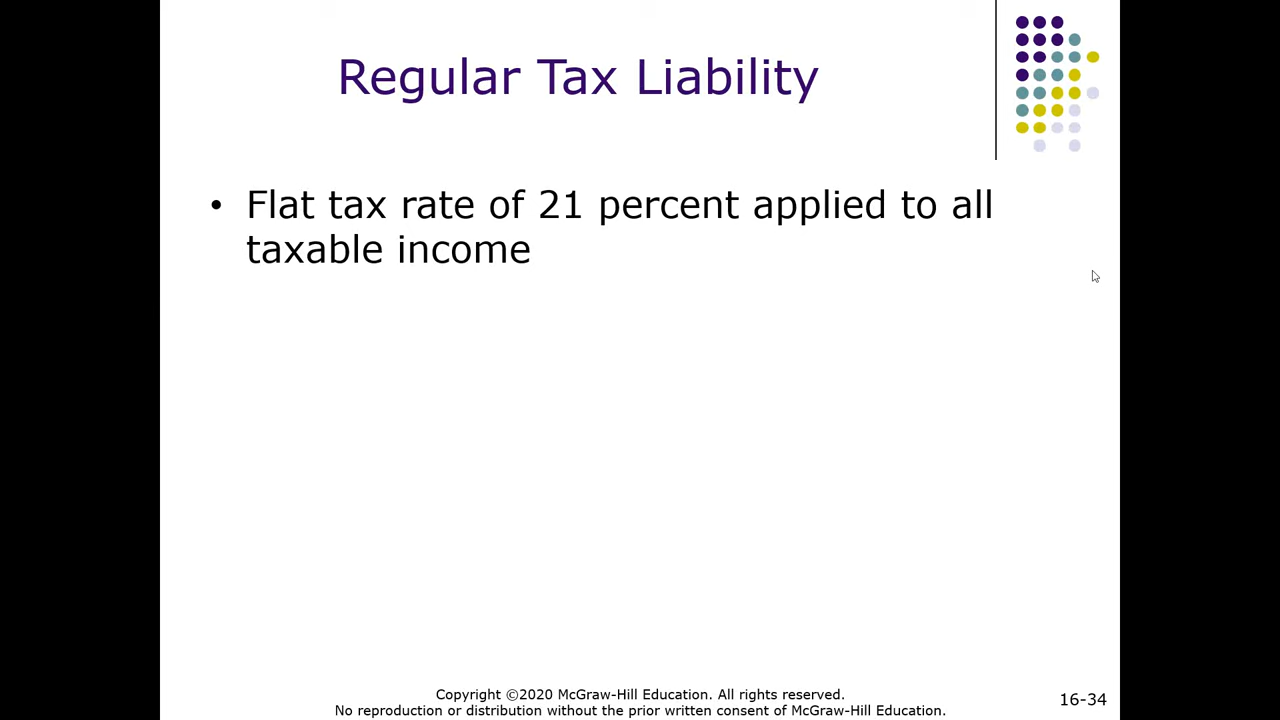 Regular Tax Liability
• Flat tax rate of 21 percent applied to all
taxable income
Copyright ©2020 McGraw-Hill Education. All rights reserved.
No reproduction or distribution without the prior written consent of McGraw-Hill Education.
16-34